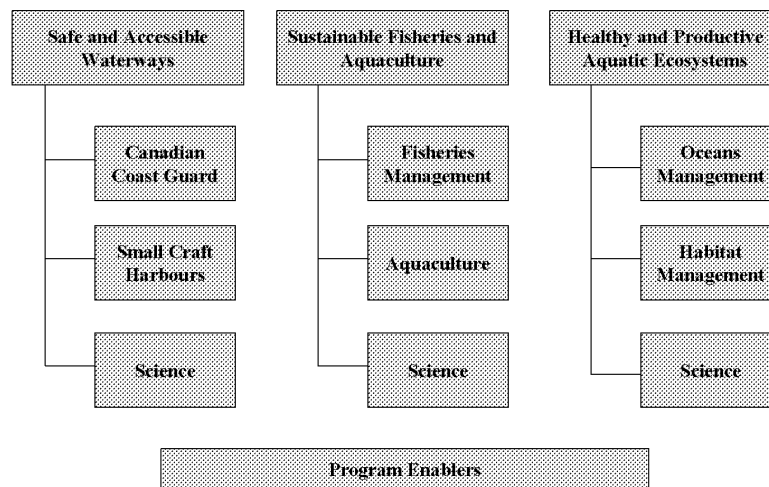 Safe and Accessible
Waterways
Canadian
Coast Guard
Small Craft
Harbours
Science
Sustainable Fisheries and
Aquaculture
Fisheries
Management
Aquaculture
Science
Healthy and Productive
Aquatic Ecosystems
Oceans
Management
Habitat
Management
Science
Program Enablers